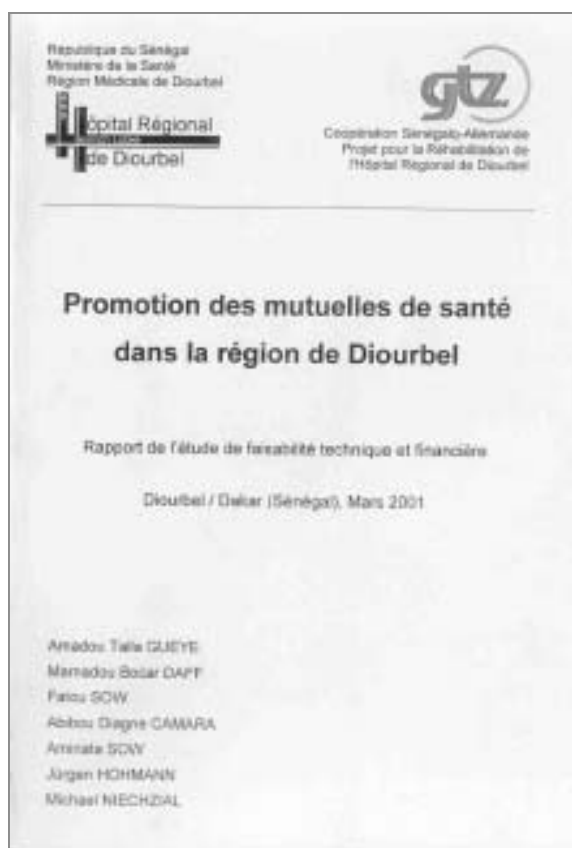 République du Sénégal
Ministère de la Santé
Région Médicale de Diourbel
Hôpital Régional
de Diourbel
gtz
Coopération Sénégalo-Allemande
Projet pour la Réhabilitation de
l'Hôpital Régional de Diourbel
Promotion des mutuelles de santé
dans la région de Diourbel
Rapport de l'étude de faisabilité technique et financière
Diourbel / Dakar (Sénégal), Mars 2001
Amadou Talla GUEYE
Mamadou Bocar DAFF
Fatou SOW
Abibou Diagne CAMARA
Aminata SOW
Jürgen HOHMANN
Michael NIECHZIAL